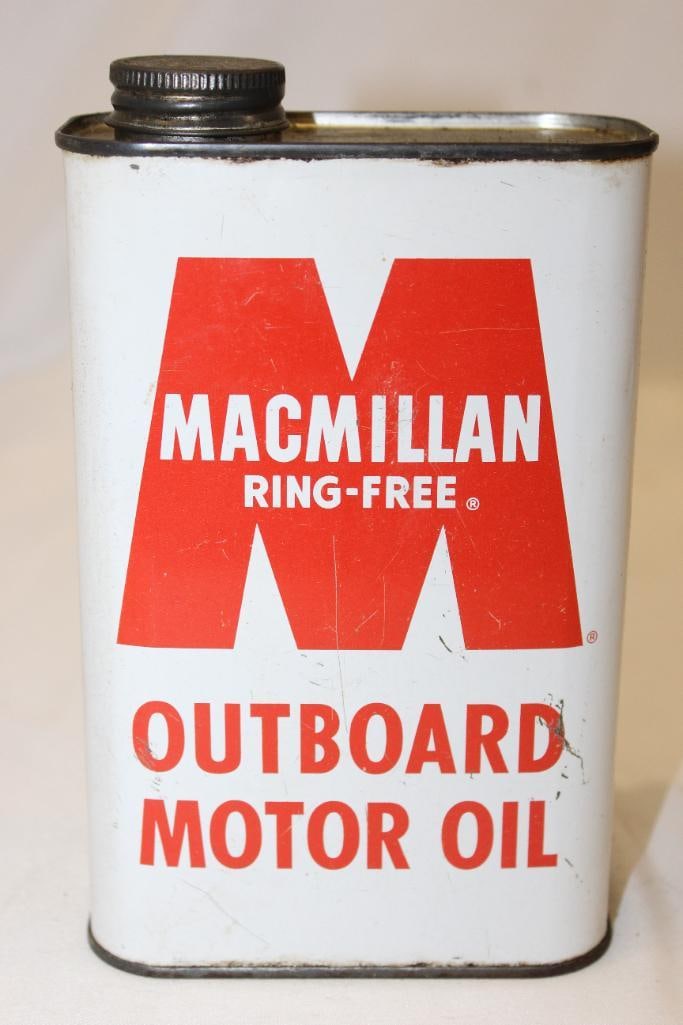 M
MACMILLAN
RING-FREE ®
®
OUTBOARD
MOTOR OIL